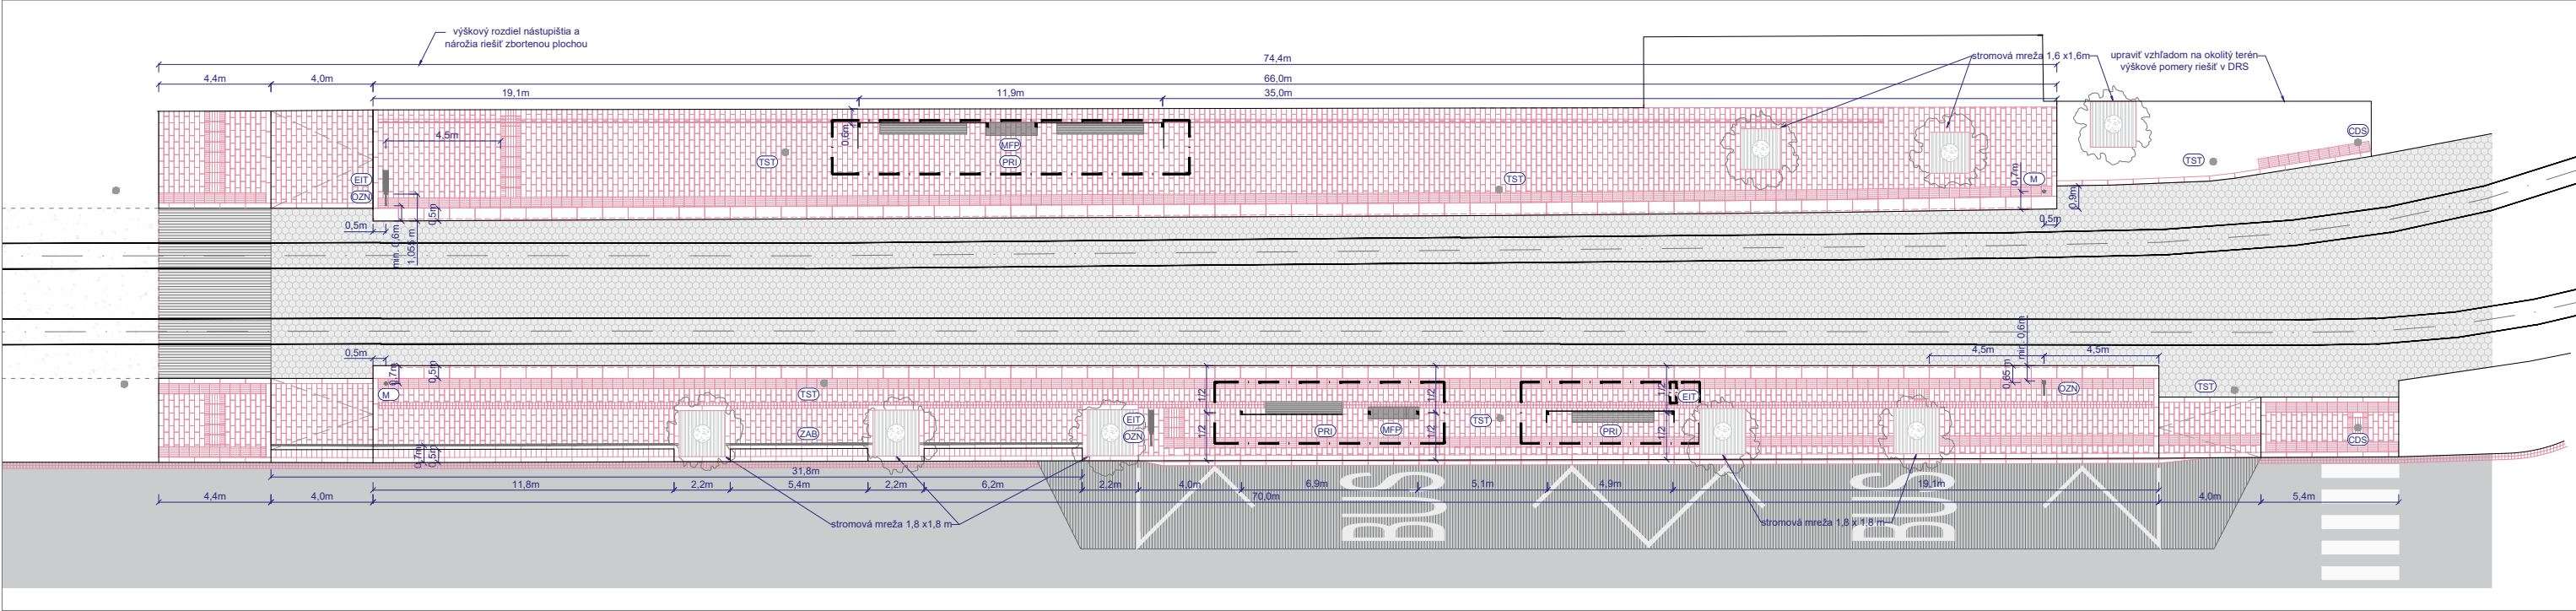 výškový rozdiel nástupištia a
nárožia riešiť zbortenou plochou
74,4m
stromová mreža 1,6 x1,6m
upraviť vzhľadom na okolitý terén
výškové pomery riešiť v DRS
4,4m
4,0m
66,0m
19,1m
11,9m
35,0m
4,5m
0,6m
MFP
PRI
TST
CDS
TST
EIT
OZN
TST
M
0,7m
0,9m
0,5m
0,5m
0,5m
min. 0,6m
1,055 m
0,5m
0,7m
0,5m
M
TST
ZAB
EIT
OZN
1/2
1/2
PRI
MFP
1/2
1/2
TST
PRI
1/2
1/2
EIT
4,5m
min. 0,6m
4,5m
0,65m
OZN
TST
CDS
0,7m
0,5m
31,8m
11,8m
2,2m
5,4m
2,2m
6,2m
2,2m
4,0m
6,9m
5,1m
4,9m
19,1m
4,4m
4,0m
70,0m
4,0m
5,4m
stromová mreža 1,8 x1,8 m
stromová mreža 1,8 x 1,8 m
BUS
BUS